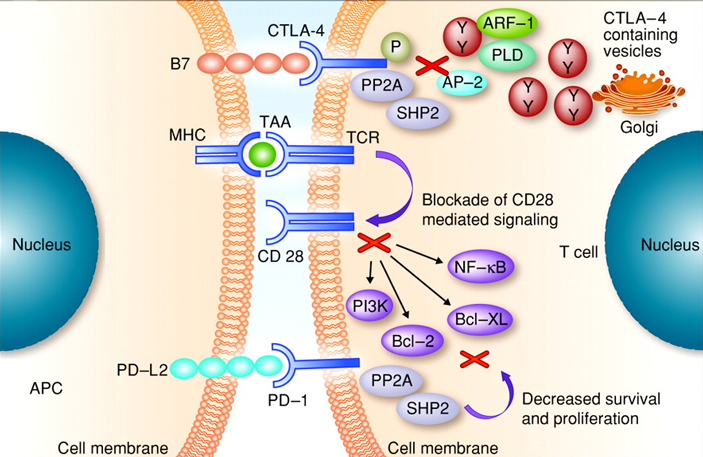 CTLA-4
B7
P
PP2A
SHP2
AP-2
Y
Y
ARF-1
PLD
Y
Y
Y
Y
Y
Y
CTLA–4
containing
vesicles
Golgi
MHC
TAA
TCR
Blockade of CD28
mediated signaling
CD 28
Nucleus
T cell
Nucleus
NF–κB
PI3K
Bcl–XL
Bcl–2
PD–L2
PD–1
PP2A
SHP2
Decreased survival
and proliferation
APC
Cell membrane
Cell membrane